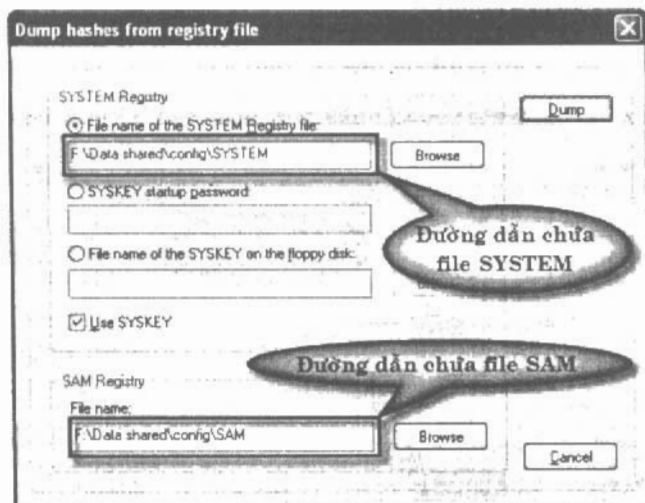 Dump hashes from registry file
SYSTEM Registry
File name of the SYSTEM Registry file:
Dump
F:\Data shared\config\SYSTEM
Browse
SYSKEY startup password:
Đường dẫn chưa
file SYSTEM
File name of the SYSKEY on the floppy disk:
Use SYSKEY
Đường dẫn chưa file SAM
SAM Registry
File name:
F:\Data shared\config\SAM
Browse
Cancel